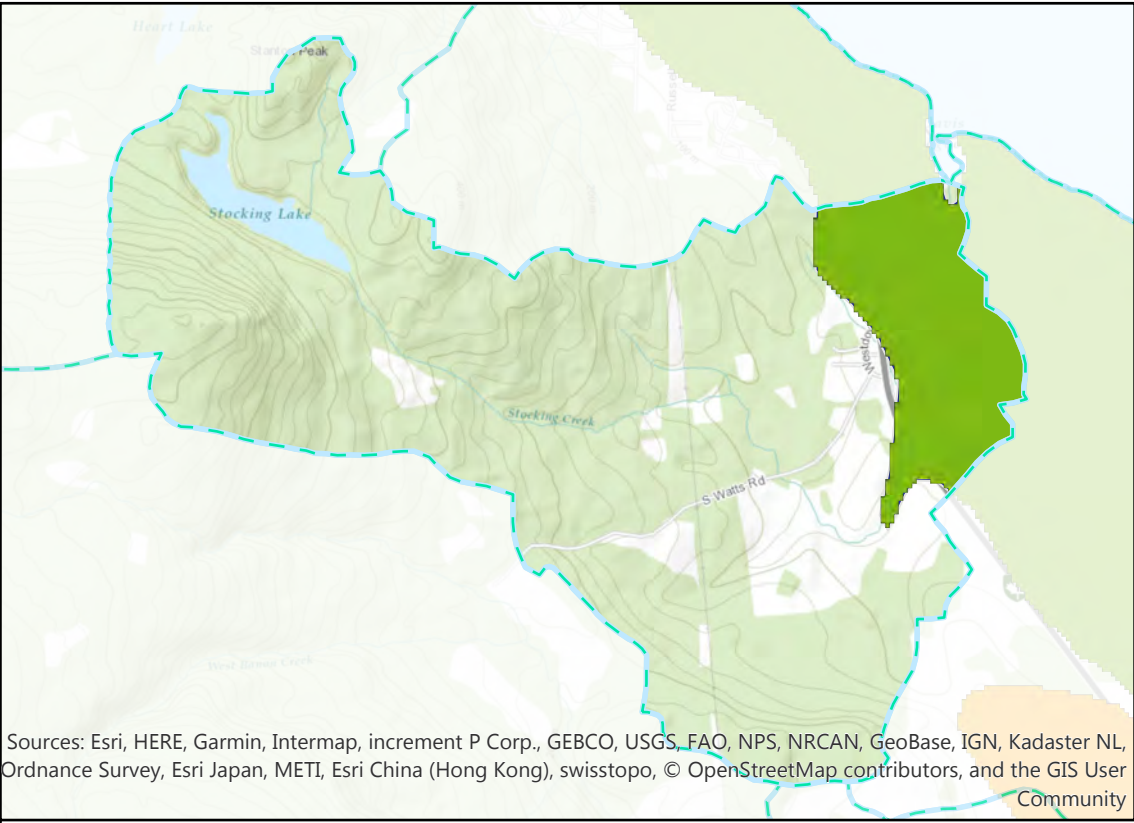 Heart Lake
Stanton Peak
Stocking Lake
Stocking Creek
S Watts Rd
Sources: Esri, HERE, Garmin, Intermap, increment P Corp., GEBCO, USGS, FAO, NPS, NRCAN, GeoBase, IGN, Kadaster NL,
Ordnance Survey, Esri Japan, METI, Esri China (Hong Kong), swisstopo, © OpenStreetMap contributors, and the GIS User
Community